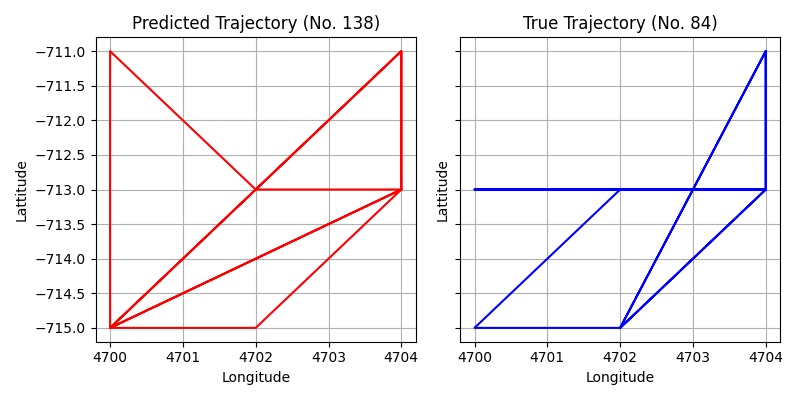 Predicted Trajectory (No. 138)
Lattitude
−711.0
−711.5
−712.0
−712.5
−713.0
−713.5
−714.0
−714.5
−715.0
4700 4701 4702 4703 4704
Longitude
True Trajectory (No. 84)
Lattitude
4700 4701 4702 4703 4704
Longitude